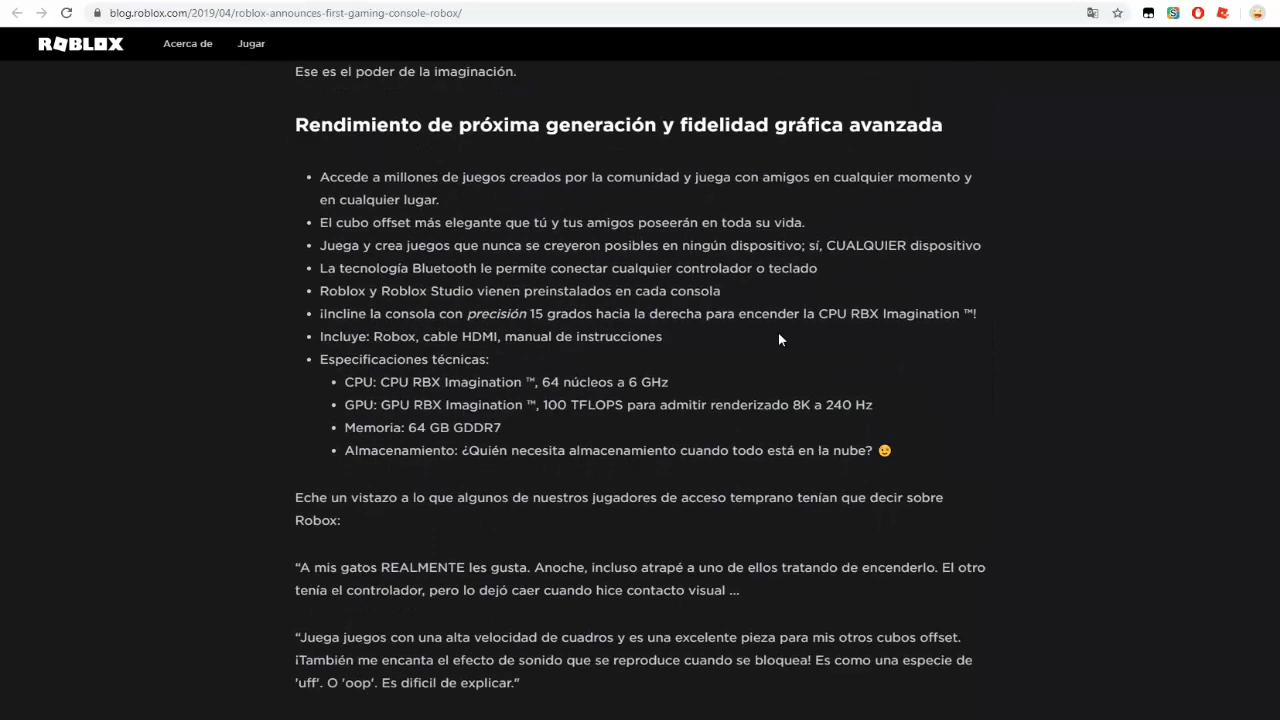 blog.roblox.com/2019/04/roblox-announces-first-gaming-console-robox/
ROBLOX Acerca de Jugar
Ese es el poder de la imaginación.
Rendimiento de próxima generación y fidelidad gráfica avanzada
• Accede a millones de juegos creados por la comunidad y juega con amigos en cualquier momento y
en cualquier lugar.
• El cubo offset más elegante que tú y tus amigos poseerán en toda su vida.
• Juega y crea juegos que nunca se creyeron posibles en ningún dispositivo; sí, CUALQUIER dispositivo
• La tecnología Bluetooth le permite conectar cualquier controlador o teclado
• Roblox y Roblox Studio vienen preinstalados en cada consola
• ¡Incline la consola con precisión 15 grados hacia la derecha para encender la CPU RBX Imagination ™!
• Incluye: Robox, cable HDMI, manual de instrucciones
• Especificaciones técnicas:
• CPU: CPU RBX Imagination ™, 64 núcleos a 6 GHz
• GPU: GPU RBX Imagination ™, 100 TFLOPS para admitir renderizado 8K a 240 Hz
• Memoria: 64 GB GDDR7
• Almacenamiento: ¿Quién necesita almacenamiento cuando todo está en la nube? 😉
Eche un vistazo a lo que algunos de nuestros jugadores de acceso temprano tenían que decir sobre
Robox:
“A mis gatos REALMENTE les gusta. Anoche, incluso atrapé a uno de ellos tratando de encenderlo. El otro
tenía el controlador, pero lo dejó caer cuando hice contacto visual ...
“Juega juegos con una alta velocidad de cuadros y es una excelente pieza para mis otros cubos offset.
¡También me encanta el efecto de sonido que se reproduce cuando se bloquea! Es como una especie de
'uff'. O 'oop'. Es dificil de explicar."